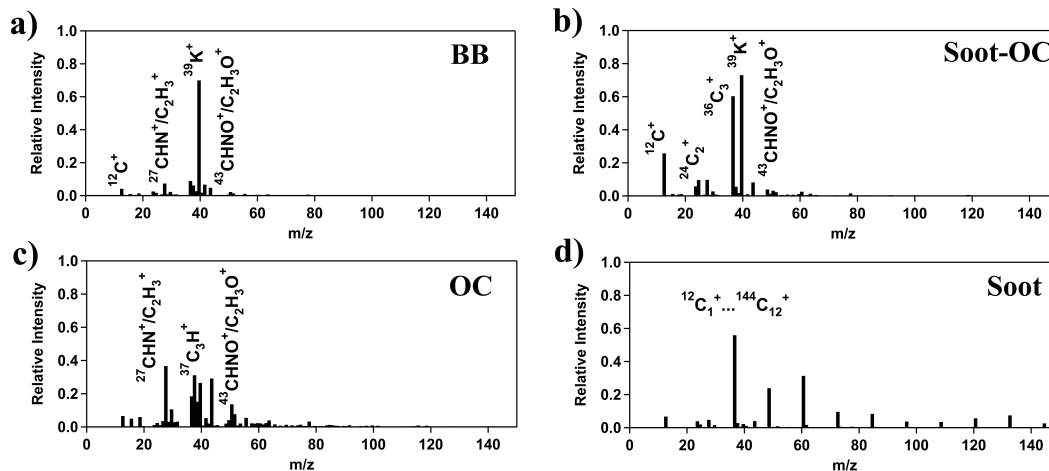 a)
BB
Relative Intensity
1.0
0.8
0.6
0.4
0.2
0.0
¹²C⁺
²⁷CHN⁺/C₂H₃⁺
³⁹K⁺
⁴³CHNO⁺/C₂H₃O⁺
0 20 40 60 80 100 120 140
m/z
b)
Soot-OC
Relative Intensity
1.0
0.8
0.6
0.4
0.2
0.0
¹²C⁺
²⁴C₂⁺
³⁶C₃⁺
³⁹K⁺
⁴³CHNO⁺/C₂H₃O⁺
0 20 40 60 80 100 120 140
m/z
c)
OC
Relative Intensity
1.0
0.8
0.6
0.4
0.2
0.0
²⁷CHN⁺/C₂H₃⁺
³⁷C₃H⁺
⁴³CHNO⁺/C₂H₃O⁺
0 20 40 60 80 100 120 140
m/z
d)
Soot
Relative Intensity
1.0
0.8
0.6
0.4
0.2
0.0
¹²C₁⁺...¹⁴⁴C₁₂⁺
0 20 40 60 80 100 120 140
m/z